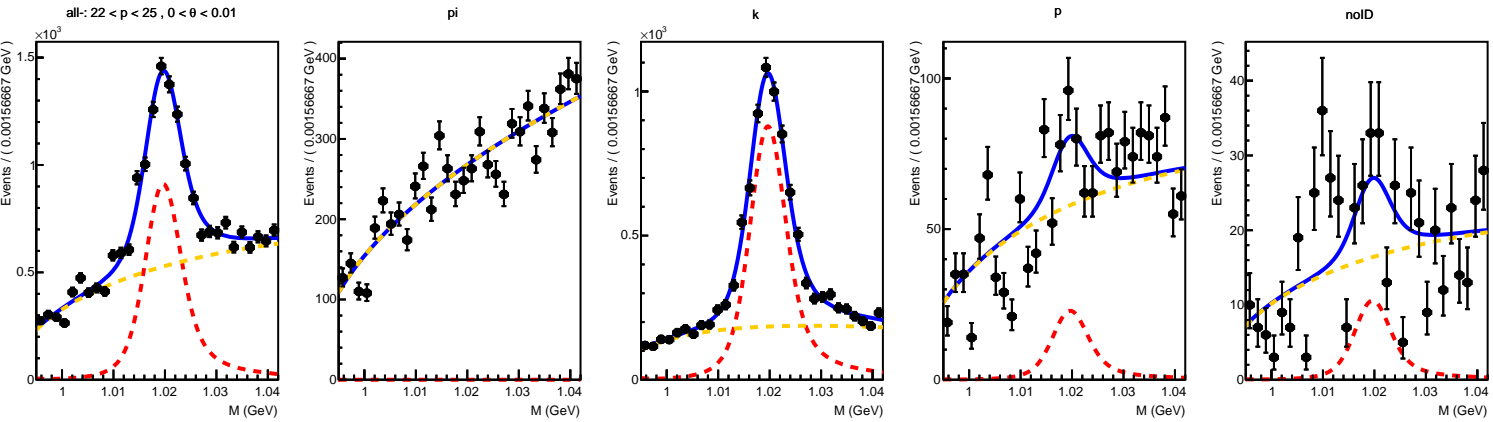 all-: 22 < p < 25 , 0 < θ < 0.01
×10³
Events / ( 0.00156667 GeV )
1.5
1
0.5
0
1 1.01 1.02 1.03 1.04
M (GeV)
pi
Events / ( 0.00156667 GeV )
400
300
200
100
0
1 1.01 1.02 1.03 1.04
M (GeV)
k
×10³
Events / ( 0.00156667 GeV )
1
0.5
0
1 1.01 1.02 1.03 1.04
M (GeV)
p
Events / ( 0.00156667 GeV )
100
50
0
1 1.01 1.02 1.03 1.04
M (GeV)
noID
Events / ( 0.00156667 GeV )
40
30
20
10
0
1 1.01 1.02 1.03 1.04
M (GeV)